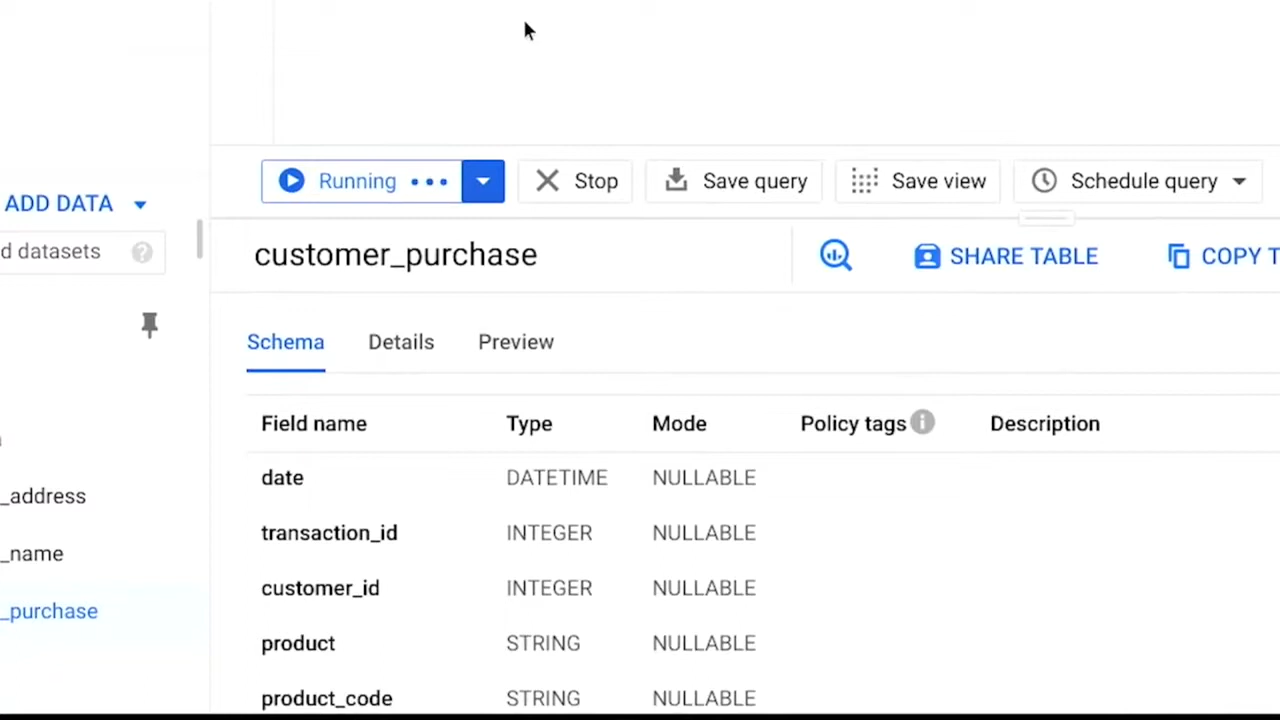 Running
Stop
Save query
Save view
Schedule query
ADD DATA
d datasets
?
customer_purchase
SHARE TABLE
COPY T
Schema
Details
Preview
Field name Type Mode Policy tags Description
date DATETIME NULLABLE
transaction_id INTEGER NULLABLE
customer_id INTEGER NULLABLE
product STRING NULLABLE
product_code STRING NULLABLE
_address
_name
_purchase